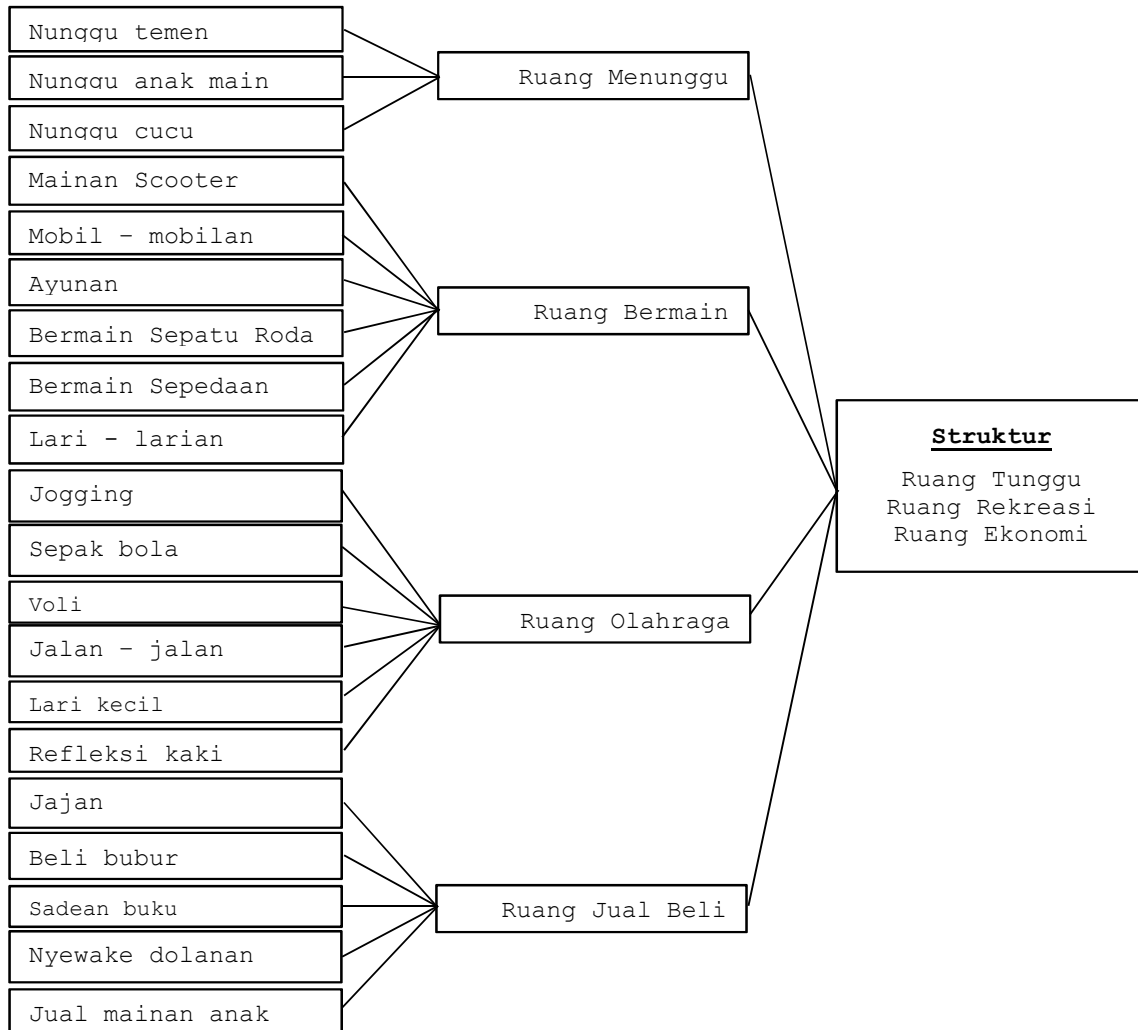 Nunggu temen
Nunggu anak main
Nunggu cucu
Mainan Scooter
Mobil – mobilan
Ayunan
Bermain Sepatu Roda
Bermain Sepedaan
Lari - larian
Jogging
Sepak bola
Voli
Jalan – jalan
Lari kecil
Refleksi kaki
Jajan
Beli bubur
Sadean buku
Nyewake dolanan
Jual mainan anak
Ruang Menunggu
Ruang Bermain
Ruang Olahraga
Ruang Jual Beli
Struktur
Ruang Tunggu
Ruang Rekreasi
Ruang Ekonomi